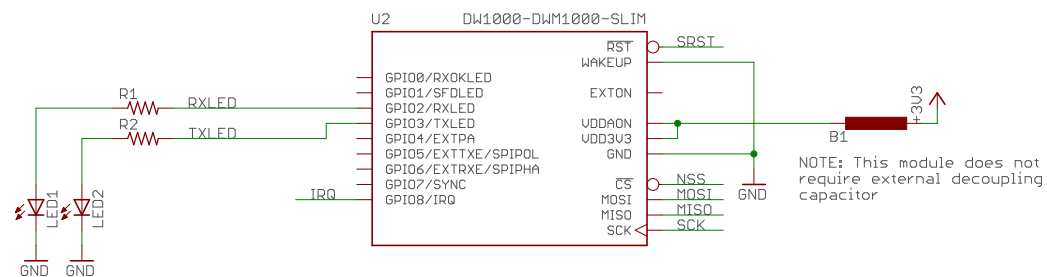 U2 DW1000-DWM1000-SLIM
RST SRST
WAKEUP
GPIO0/RXOKLED
GPIO1/SFDLED EXTON
R1 RXLED GPIO2/RXLED
R2 TXLED GPIO3/TXLED VDDAON
GPIO4/EXTPA VDD3V3
GPIO5/EXTTXE/SPIPOL GND
GPIO6/EXTRXE/SPIPHA
GPIO7/SYNC CS NSS
IRQ GPIO8/IRQ MOSI MOSI
MISO MISO
SCK SCK
LED1
LED2
GND
GND
GND
B1
+3V3
NOTE: This module does not
require external decoupling
capacitor